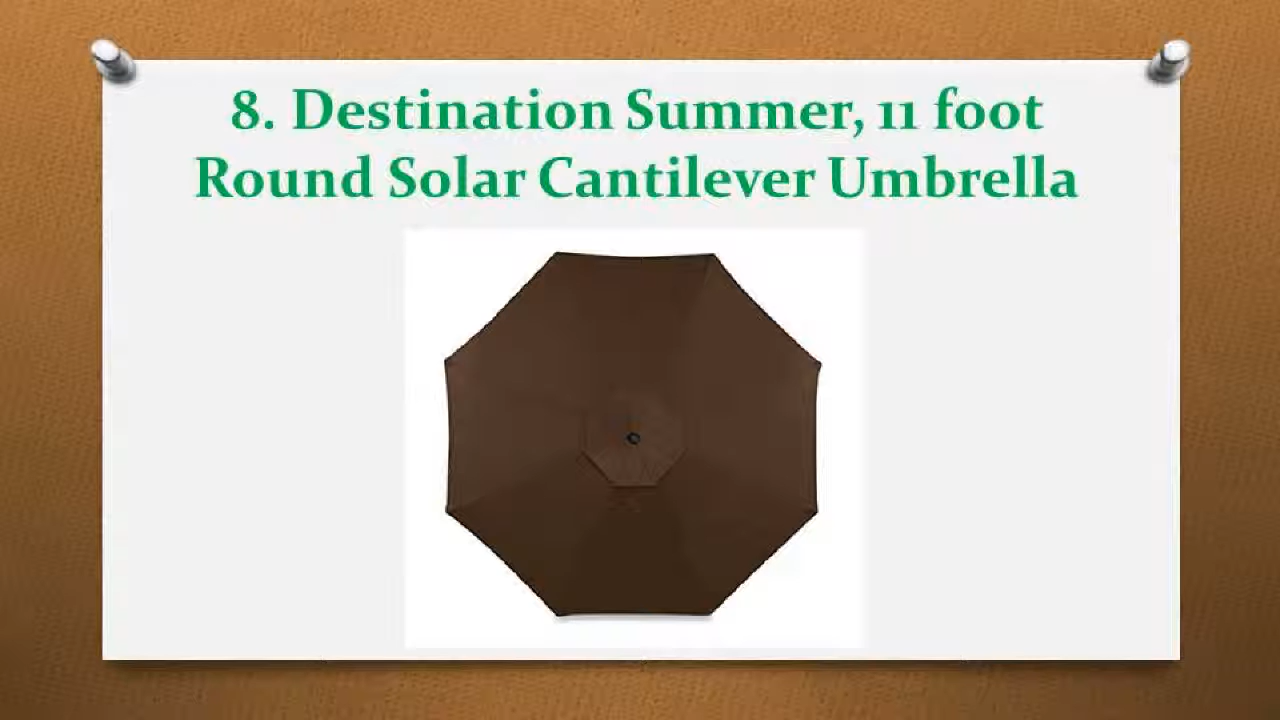 8. Destination Summer, 11 foot
Round Solar Cantilever Umbrella